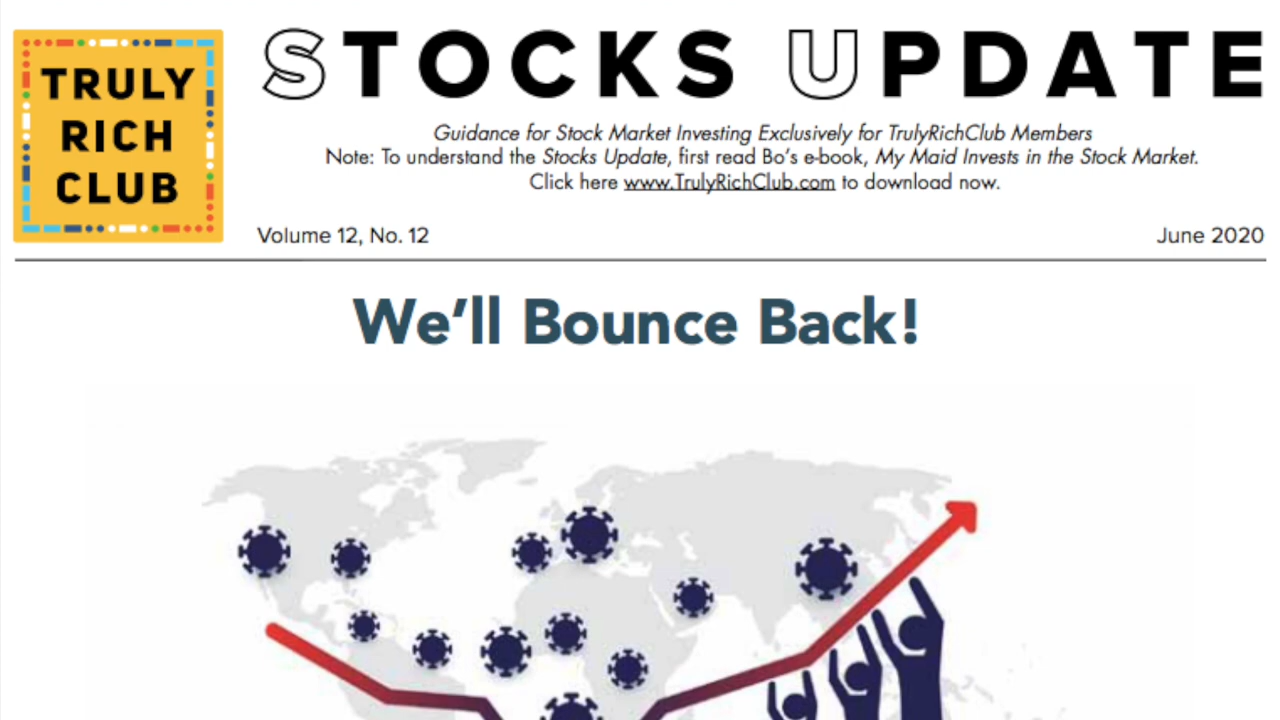 TRULY
RICH
CLUB
STOCKS UPDATE
Guidance for Stock Market Investing Exclusively for TrulyRichClub Members
Note: To understand the Stocks Update, first read Bo's e-book, My Maid Invests in the Stock Market.
Click here www.TrulyRichClub.com to download now.
Volume 12, No. 12
June 2020
We'll Bounce Back!